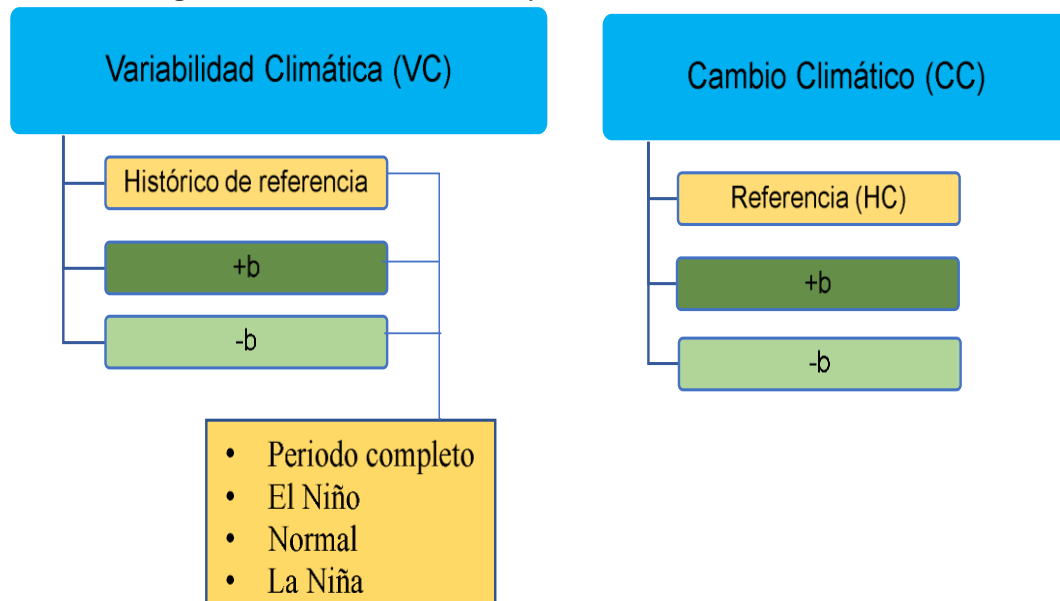 Variabilidad Climática (VC)
Histórico de referencia
+b
-b
• Periodo completo
• El Niño
• Normal
• La Niña
Cambio Climático (CC)
Referencia (HC)
+b
-b